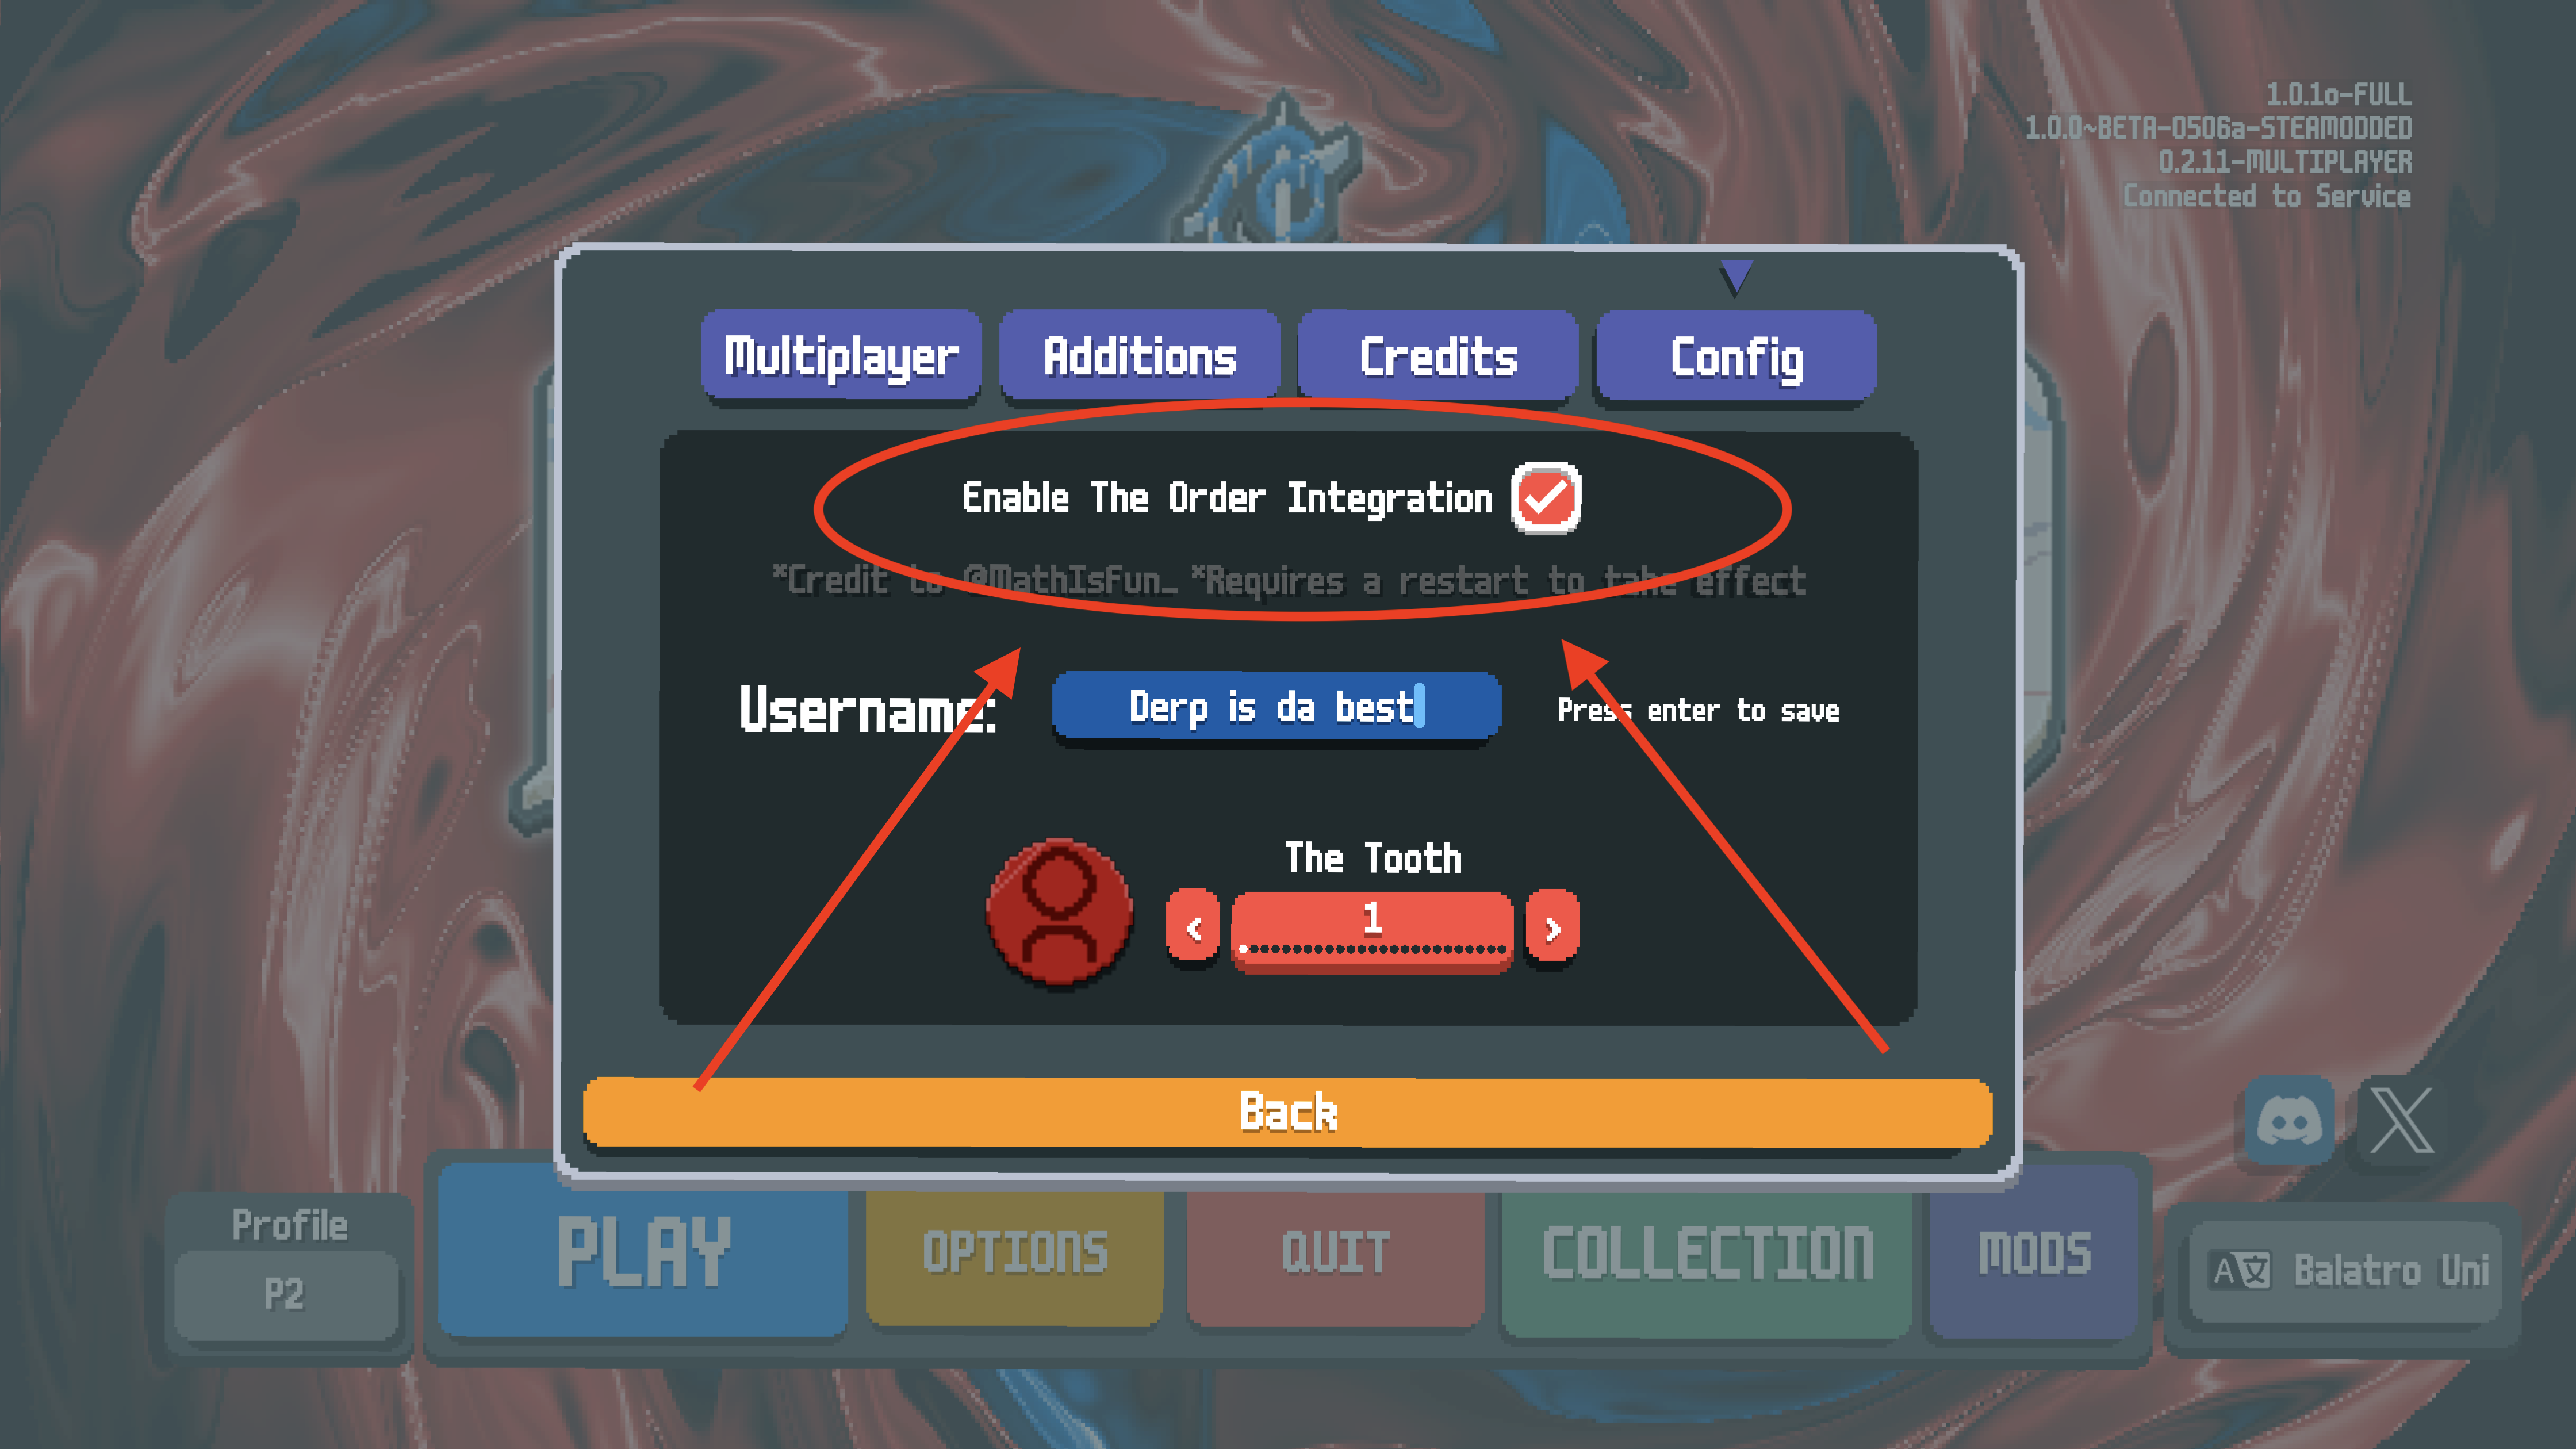 1.0.1o-FULL
1.0.0~BETA-0506a-STEAMODDED
0.2.11-MULTIPLAYER
Connected to Service
Multiplayer
Additions
Credits
Config
Enable The Order Integration
*Credit to @MathIsFun_ *Requires a restart to take effect
Username:
Derp is da best
Press enter to save
The Tooth
<
1
>
Back
Profile
P2
PLAY
OPTIONS
QUIT
COLLECTION
MODS
A文
Balatro Uni